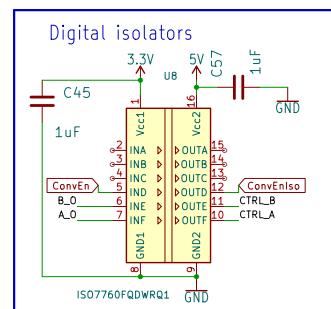 Digital isolators
3.3V
5V
U8
C57
1uF
GND
C45
1uF
1
16
Vcc1
Vcc2
2 INA OUTA 15
3 INB OUTB 14
4 INC OUTC 13
ConvEn 5 IND OUTD 12 ConvEnIso
B_0 6 INE OUTE 11 CTRL_B
A_0 7 INF OUTF 10 CTRL_A
GND1
GND2
8
9
ISO7760FQDWRQ1
GND